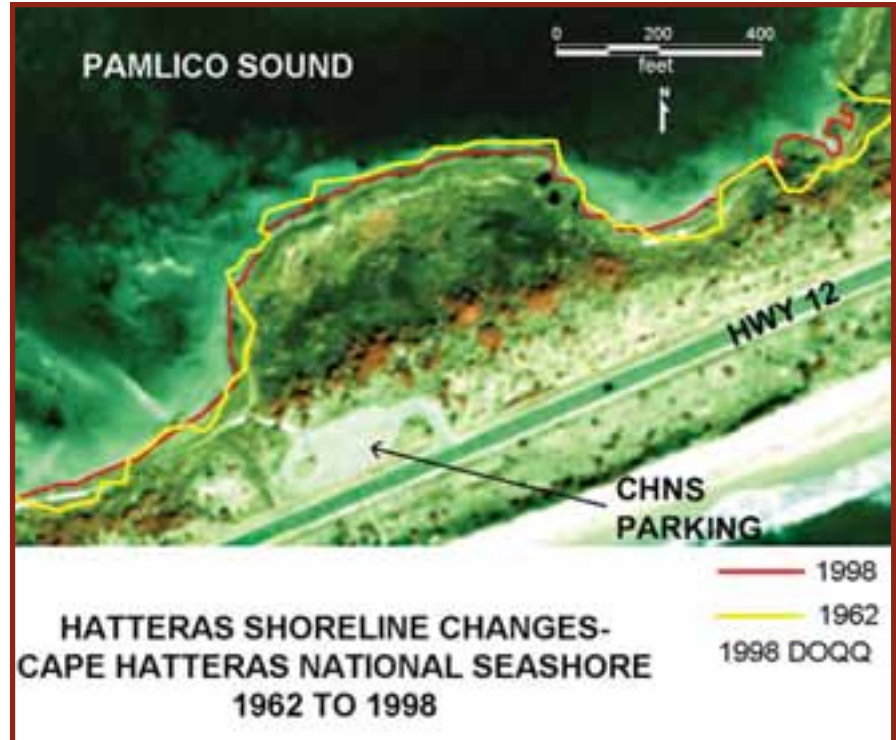 PAMLICO SOUND
0 200 400
feet
N
HWY 12
CHNS
PARKING
1998
1962
1998 DOQQ
HATTERAS SHORELINE CHANGES-
CAPE HATTERAS NATIONAL SEASHORE
1962 TO 1998